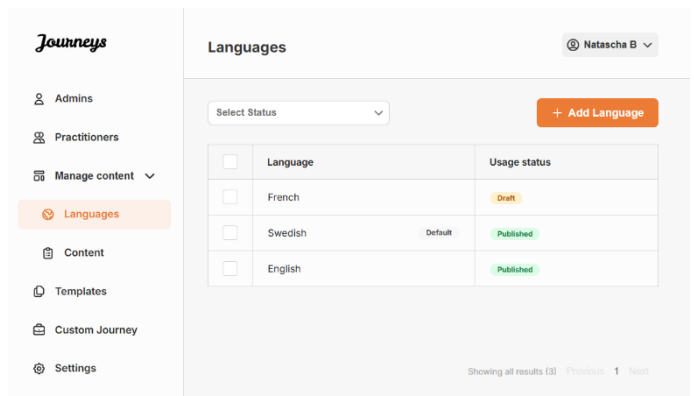 Journeys
Languages
Natascha B
Admins
Practitioners
Manage content
Languages
Content
Templates
Custom Journey
Settings
Select Status
+ Add Language
Language Usage status
French Draft
Swedish Default Published
English Published
Showing all results (3) Previous 1 Next